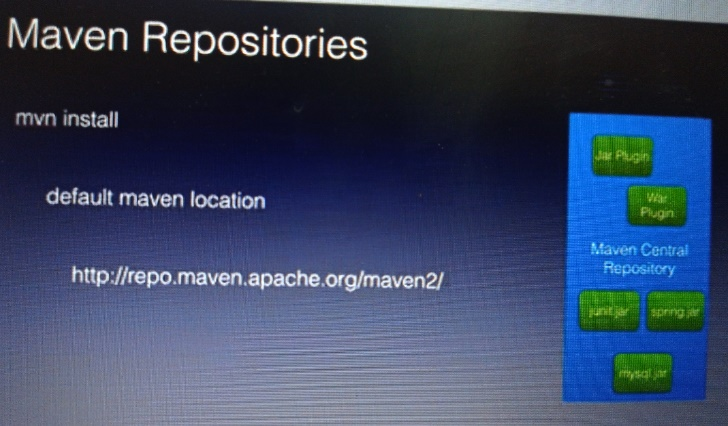 Maven Repositories
mvn install
default maven location
http://repo.maven.apache.org/maven2/
Jar Plugin
War
Plugin
Maven Central
Repository
junit.jar
spring.jar
mysql.jar